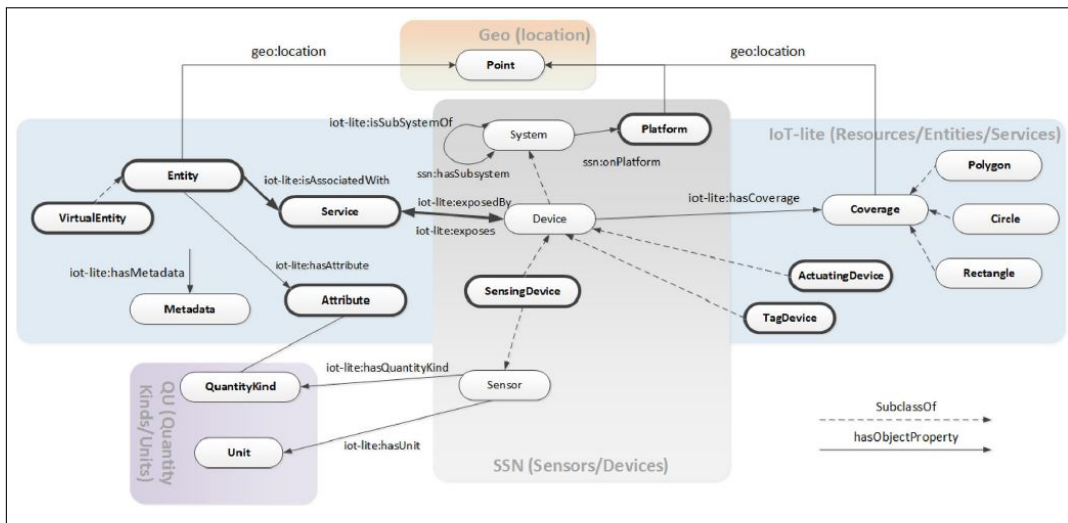 Geo (location)
geo:location
geo:location
Point
iot-lite:isSubSystemOf
System
Platform
IoT-lite (Resources/Entities/Services)
ssn:onPlatform
ssn:hasSubsystem
Polygon
Entity
iot-lite:isAssociatedWith
VirtualEntity
Service
iot-lite:exposedBy
iot-lite:exposes
Device
iot-lite:hasCoverage
Coverage
Circle
iot-lite:hasMetadata
iot-lite:hasAttribute
Rectangle
ActuatingDevice
SensingDevice
Metadata
Attribute
TagDevice
iot-lite:hasQuantityKind
QuantityKind
Sensor
QU (Quantity
Kinds/Units)
SubclassOf
iot-lite:hasUnit
Unit
hasObjectProperty
SSN (Sensors/Devices)